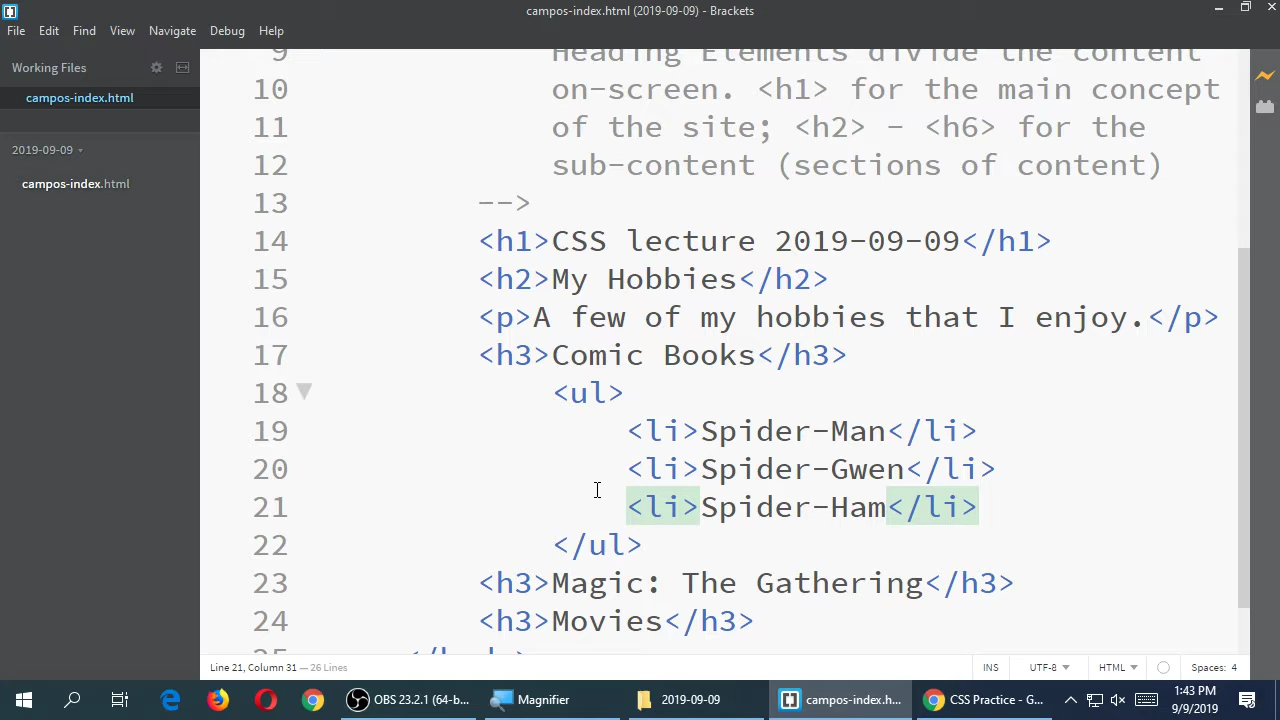 campos-index.html (2019-09-09) - Brackets
File Edit Find View Navigate Debug Help
Working Files
campos-index.html
2019-09-09
campos-index.html
9 Heading Elements divide the content
10 on-screen. <h1> for the main concept
11 of the site; <h2> - <h6> for the
12 sub-content (sections of content)
13 -->
14 <h1>CSS lecture 2019-09-09</h1>
15 <h2>My Hobbies</h2>
16 <p>A few of my hobbies that I enjoy.</p>
17 <h3>Comic Books</h3>
18 <ul>
19 <li>Spider-Man</li>
20 <li>Spider-Gwen</li>
21 <li>Spider-Ham</li>
22 </ul>
23 <h3>Magic: The Gathering</h3>
24 <h3>Movies</h3>
Line 21, Column 31 — 26 Lines
INS UTF-8 HTML Spaces: 4
OBS 23.2.1 (64-b... Magnifier 2019-09-09 campos-index.h... CSS Practice - G...
1:43 PM
9/9/2019